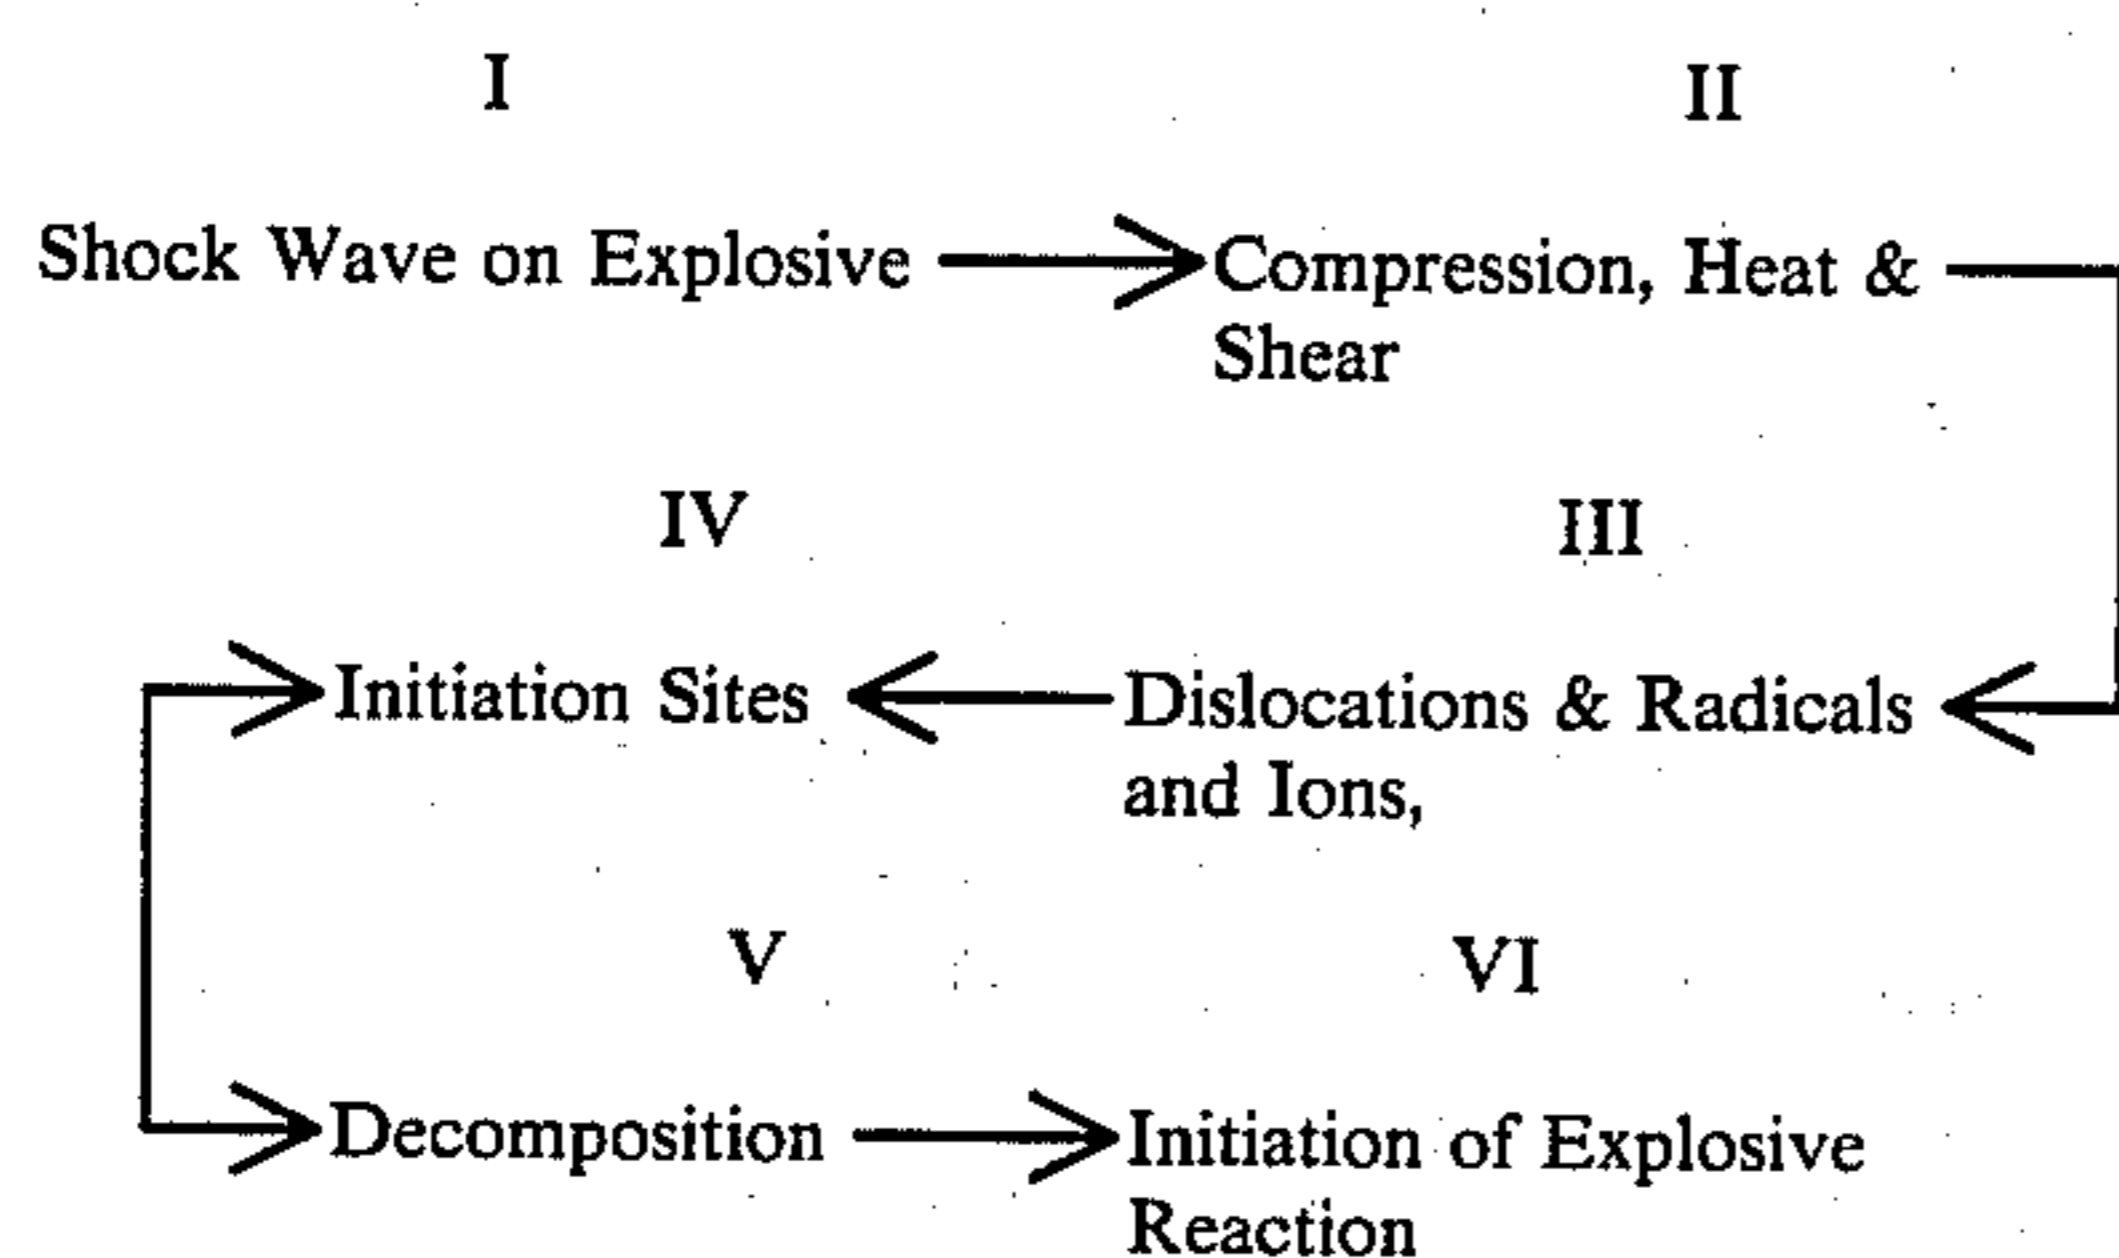 I
II
Shock Wave on Explosive
Compression, Heat &
Shear
IV
III
Initiation Sites
Dislocations & Radicals
and Ions,
V
VI
Decomposition
Initiation of Explosive
Reaction